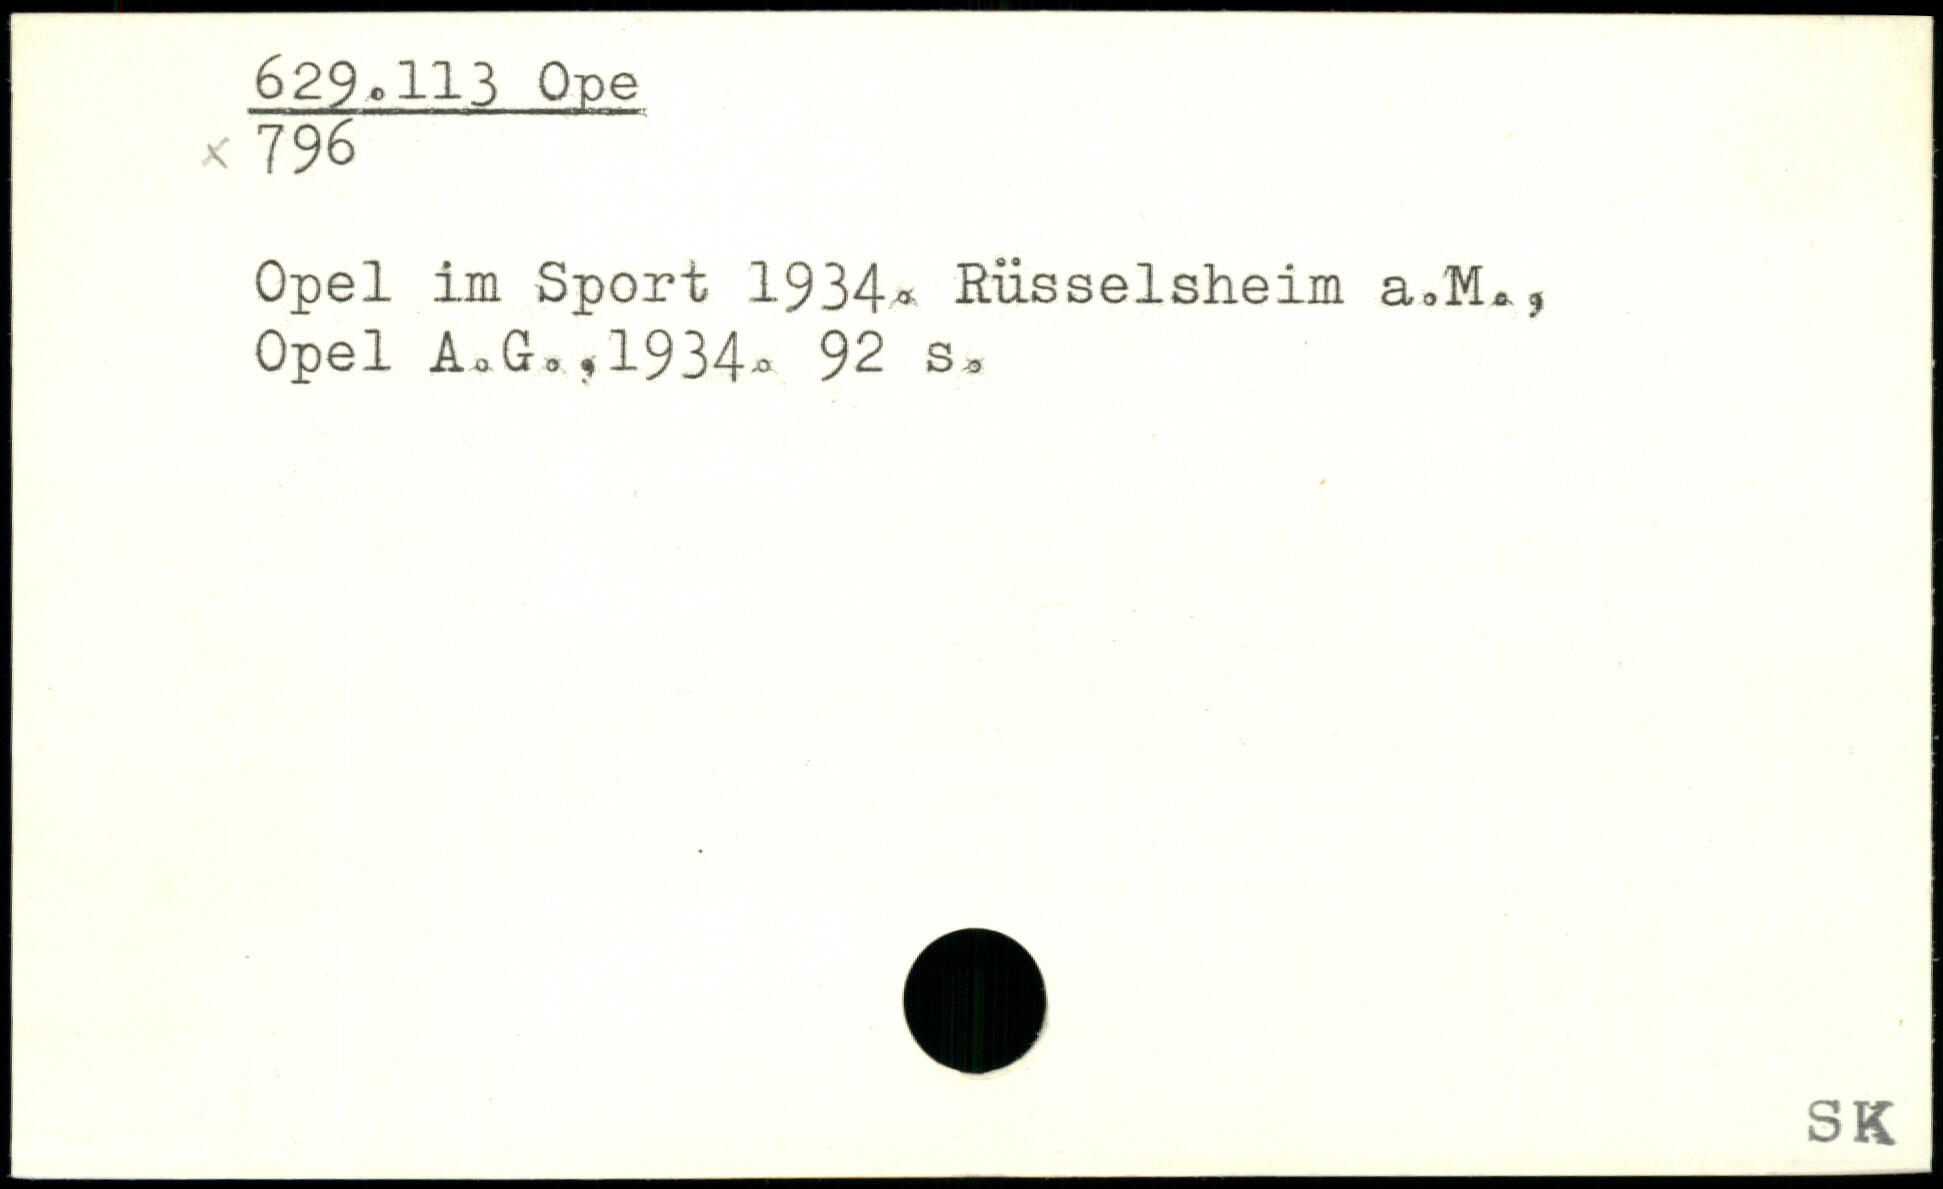 629.113 Ope
x 796
Opel im Sport 1934. Rüsselsheim a.M.,
Opel A.G.,1934. 92 s.
SK